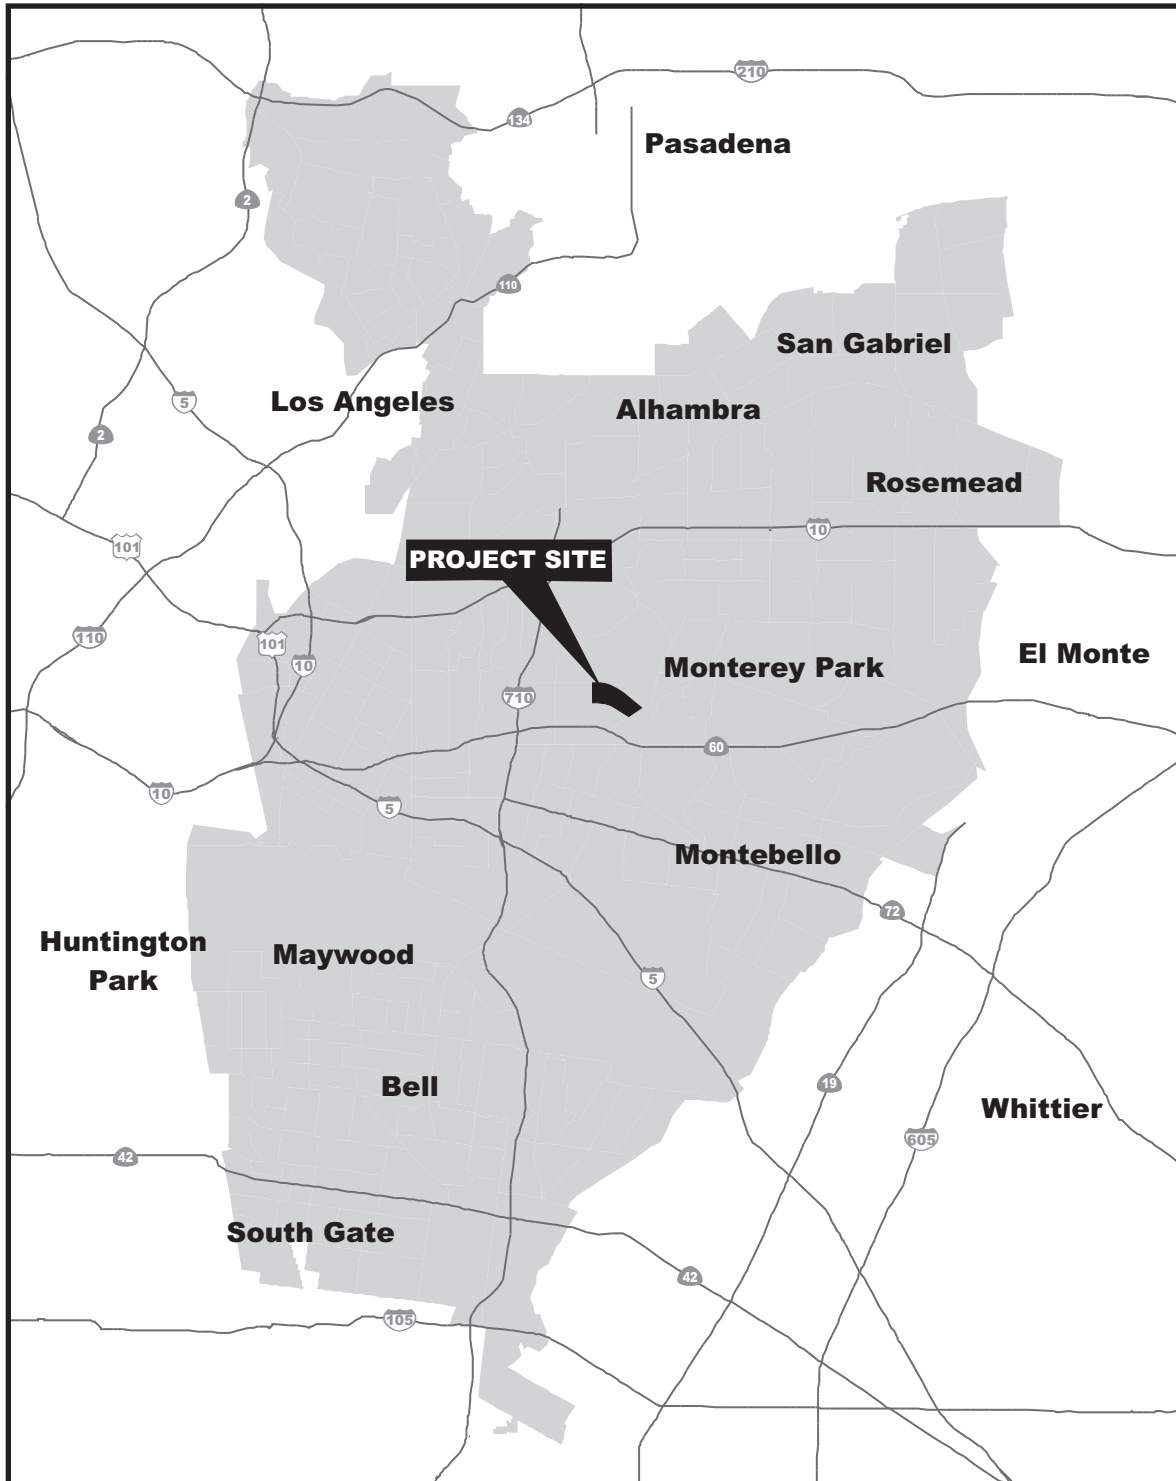 210
134
Pasadena
2
110
San Gabriel
5
Los Angeles
Alhambra
2
Rosemead
10
101
PROJECT SITE
110
101
10
El Monte
Monterey Park
710
60
10
5
Montebello
72
Huntington
Park
Maywood
5
Bell
19
Whittier
605
42
South Gate
42
105